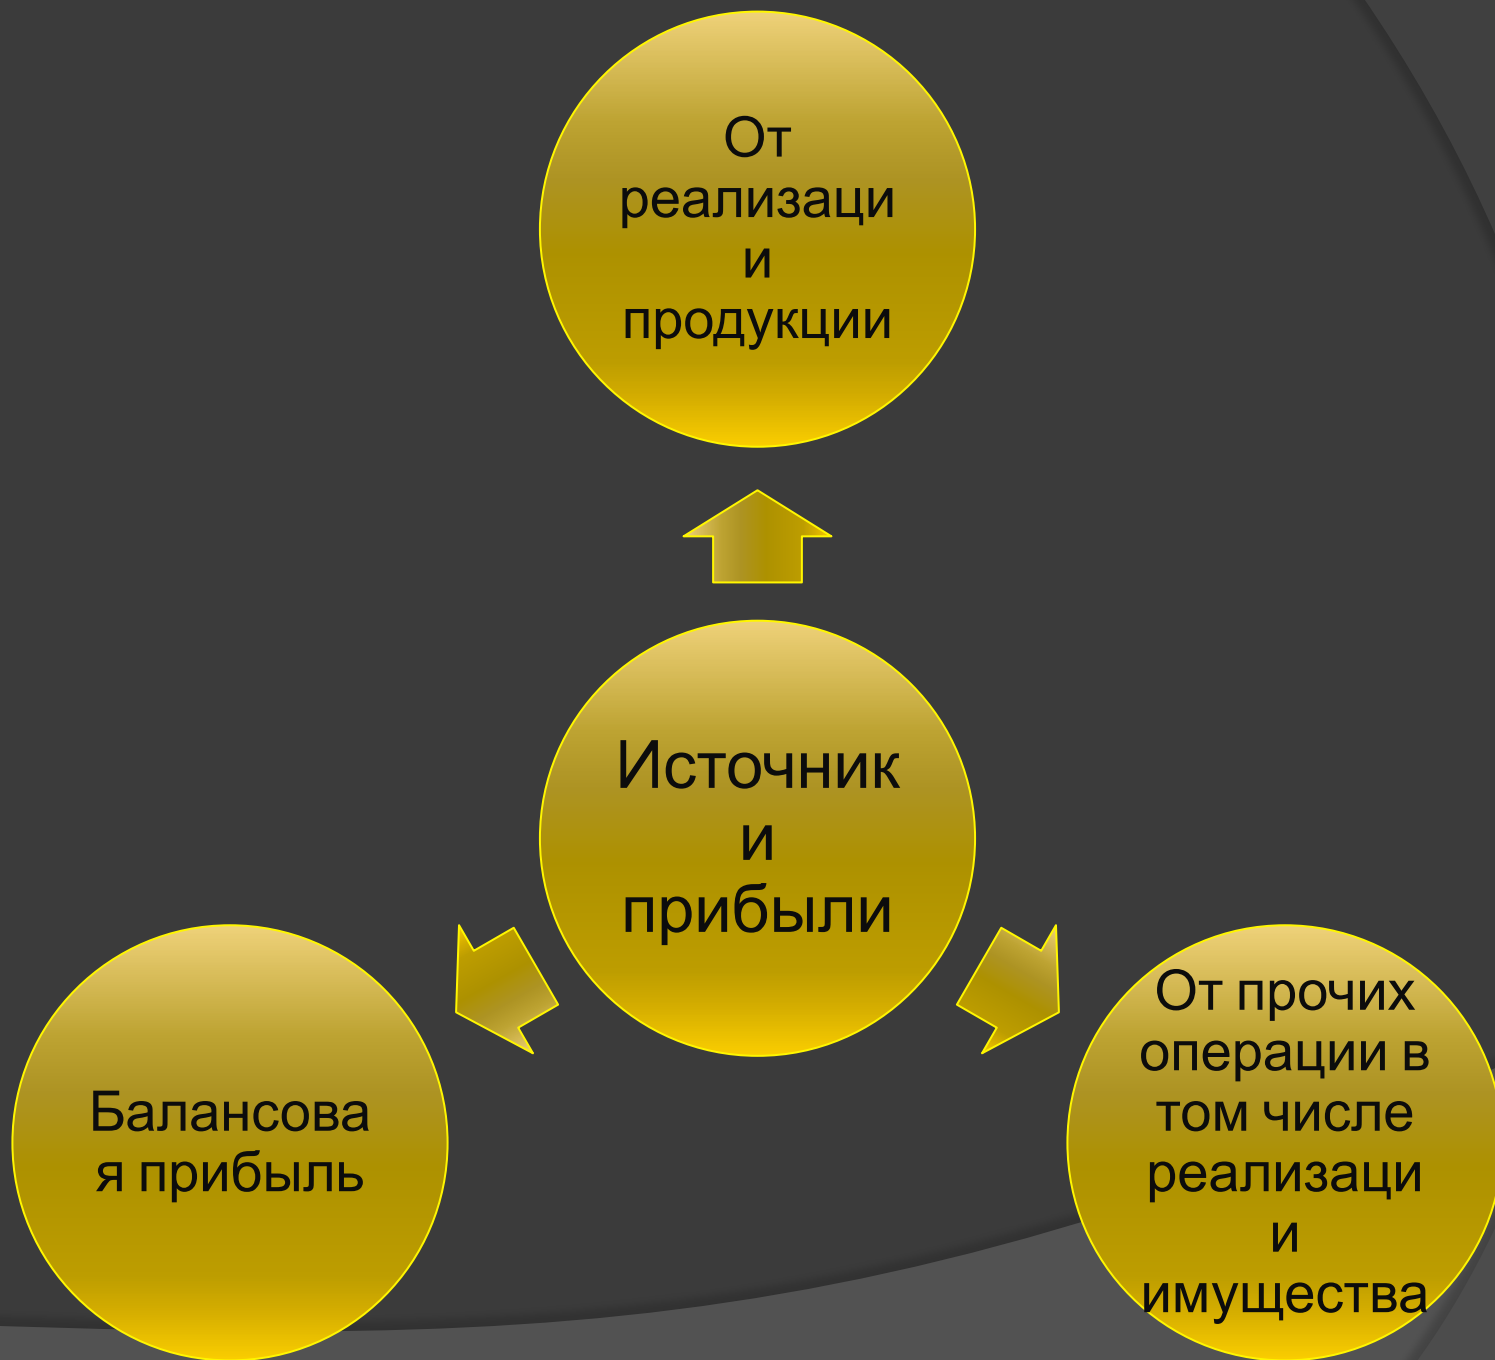 От
реализаци
и
продукции
Источник
и
прибыли
Балансова
я прибыль
От прочих
операции в
том числе
реализаци
и
имущества